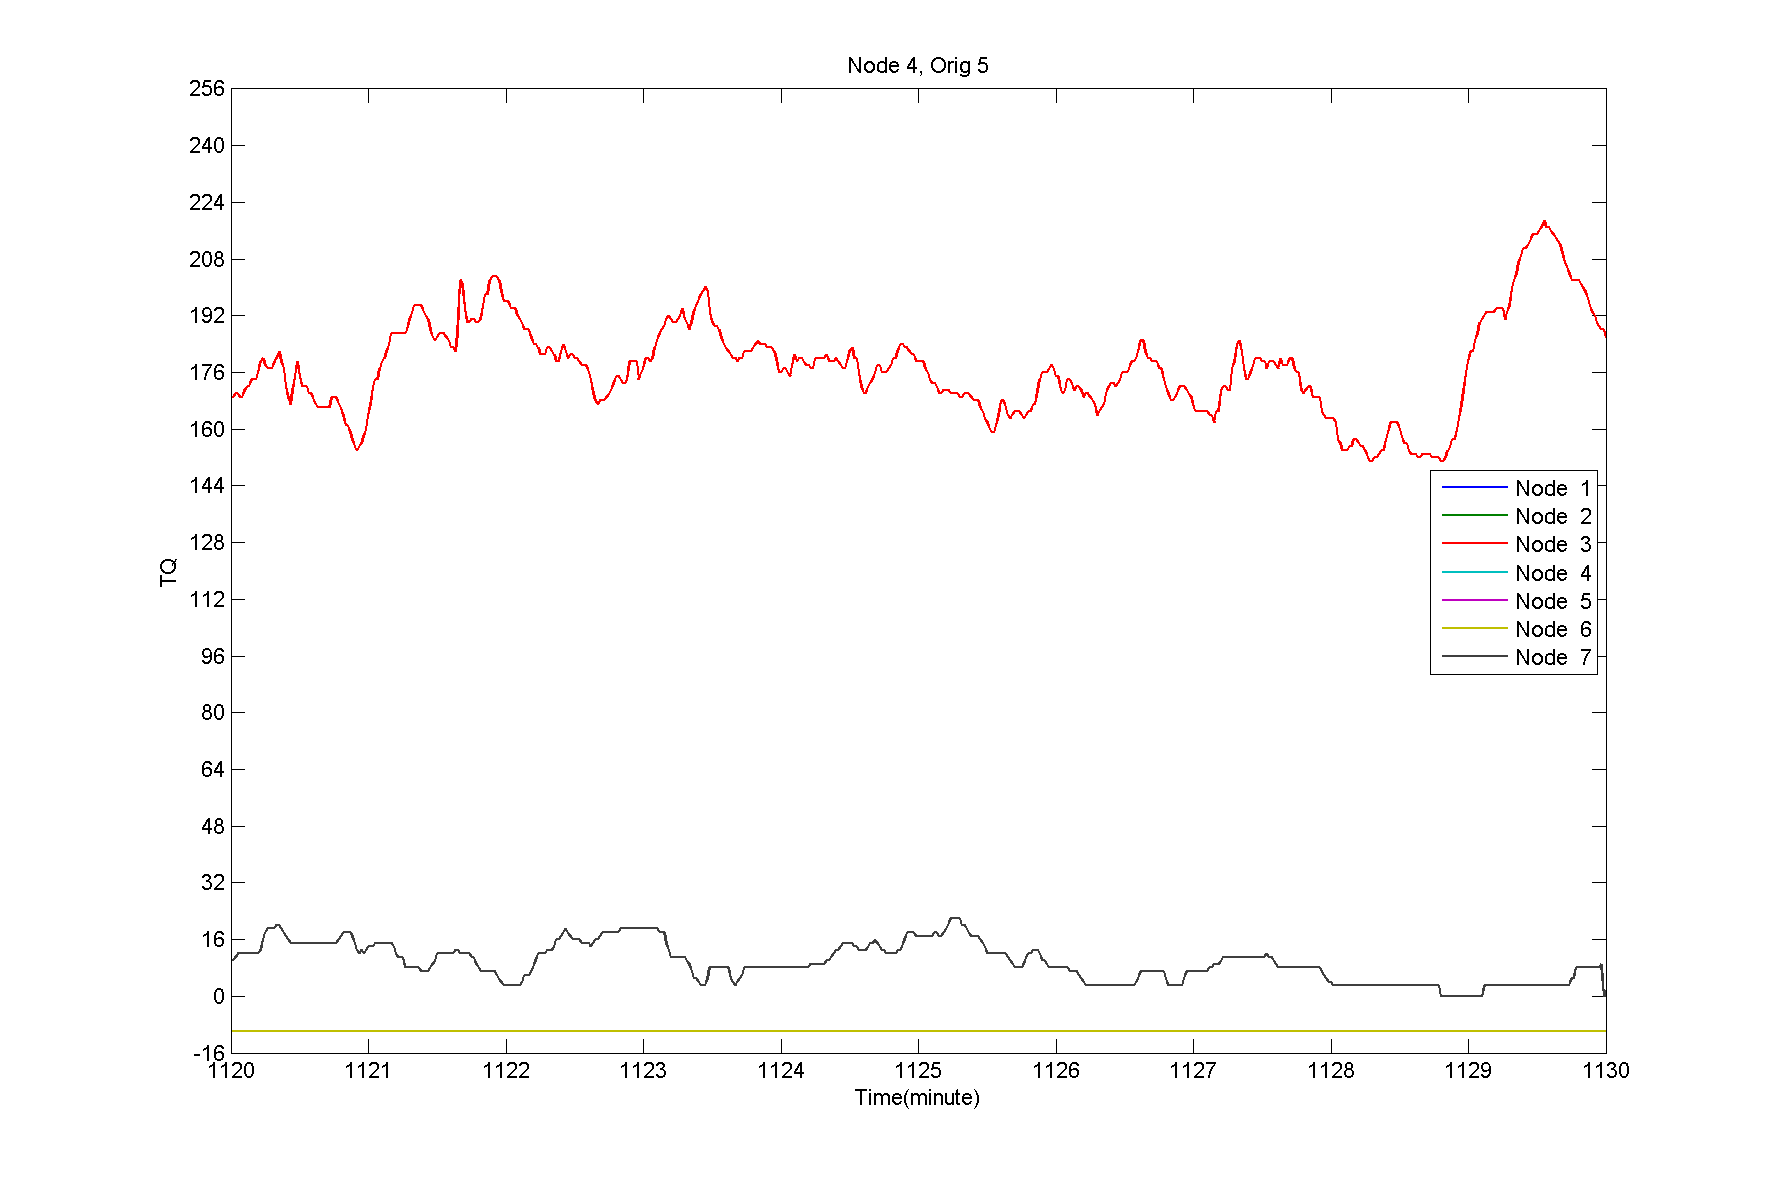 Node 4, Orig 5
256
240
224
208
192
176
160
144
128
112
96
80
64
48
32
16
0
-16
TQ
Node 1
Node 2
Node 3
Node 4
Node 5
Node 6
Node 7
1120 1121 1122 1123 1124 1125 1126 1127 1128 1129 1130
Time(minute)